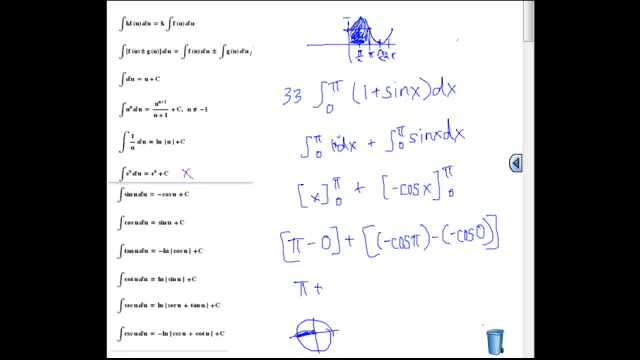 ∫kf(u)du = k∫f(u)du
∫[f(u) ± g(u)]du = ∫f(u)du ± ∫g(u)du
∫du = u + C
∫uⁿdu = uⁿ⁺¹/(n+1) + C, n ≠ -1
∫(1/u)du = ln|u| + C
∫eᵘdu = eᵘ + C X
∫sin u du = -cos u + C
∫cos u du = sin u + C
∫tan u du = -ln|cos u| + C
∫cot u du = ln|sin u| + C
∫sec u du = ln|sec u + tan u| + C
∫csc u du = -ln|csc u + cot u| + C
π/2 π π
33 ∫₀^π (1 + sinx)dx
∫₀^π 1dx + ∫₀^π sinxdx
[x]₀^π + [-cosx]₀^π
[π - 0] + [(-cosπ) - (-cos0)]
π +